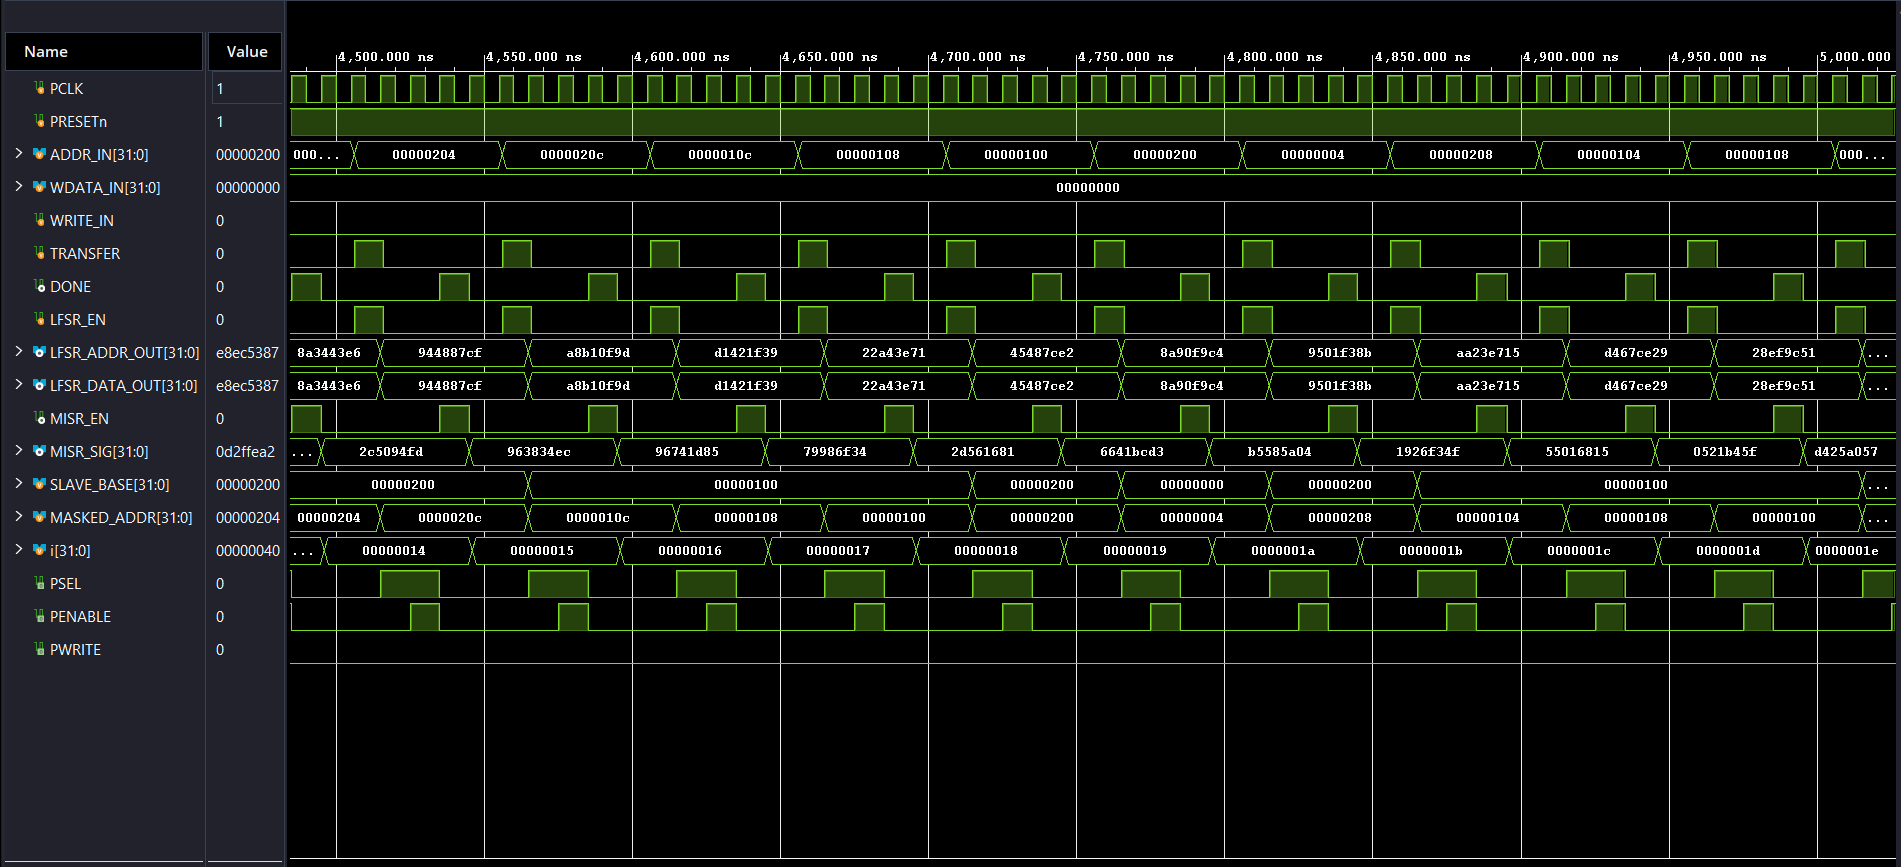 Name Value
4,500.000 ns 4,550.000 ns 4,600.000 ns 4,650.000 ns 4,700.000 ns 4,750.000 ns 4,800.000 ns 4,850.000 ns 4,900.000 ns 4,950.000 ns 5,000.000
PCLK 1
PRESETn 1
ADDR_IN[31:0] 00000200 000... 00000204 0000020c 0000010c 00000108 00000100 00000200 00000004 00000208 00000104 00000108 000...
WDATA_IN[31:0] 00000000 00000000
WRITE_IN 0
TRANSFER 0
DONE 0
LFSR_EN 0
LFSR_ADDR_OUT[31:0] e8ec5387 8a3443e6 944887cf a8b10f9d d1421f39 22a43e71 45487ce2 8a90f9c4 9501f38b aa23e715 d467ce29 28ef9c51 ...
LFSR_DATA_OUT[31:0] e8ec5387 8a3443e6 944887cf a8b10f9d d1421f39 22a43e71 45487ce2 8a90f9c4 9501f38b aa23e715 d467ce29 28ef9c51 ...
MISR_EN 0
MISR_SIG[31:0] 0d2ffea2 ... 2c5094fd 963834ec 96741d85 79986f34 2d561681 6641bcd3 b5585a04 1926f34f 55016815 0521b45f d425a057
SLAVE_BASE[31:0] 00000200 00000200 00000100 00000200 00000000 00000200 00000100 ...
MASKED_ADDR[31:0] 00000204 00000204 0000020c 0000010c 00000108 00000100 00000200 00000004 00000208 00000104 00000108 00000100 ...
i[31:0] 00000040 ... 00000014 00000015 00000016 00000017 00000018 00000019 0000001a 0000001b 0000001c 0000001d 0000001e
PSEL 0
PENABLE 0
PWRITE 0